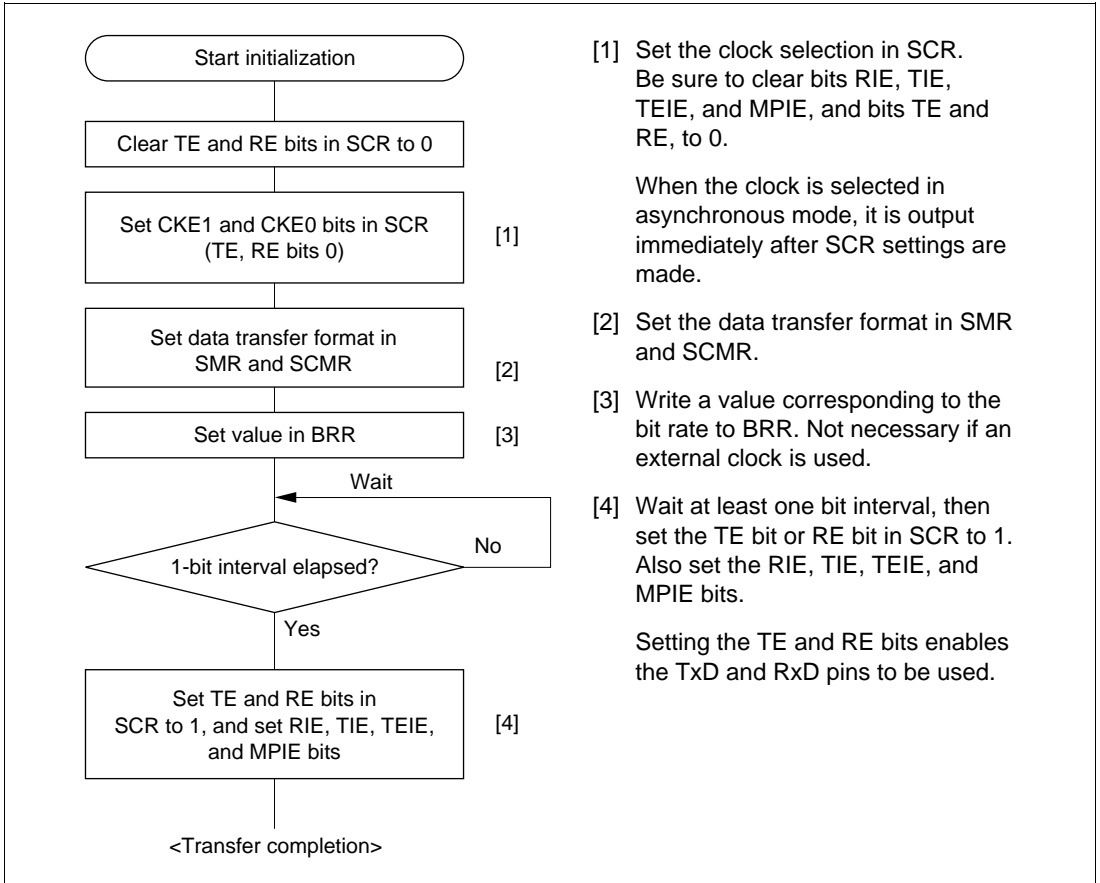 Start initialization
Clear TE and RE bits in SCR to 0
Set CKE1 and CKE0 bits in SCR
(TE, RE bits 0)
[1]
Set data transfer format in
SMR and SCMR
[2]
Set value in BRR
[3]
Wait
1-bit interval elapsed?
No
Yes
Set TE and RE bits in
SCR to 1, and set RIE, TIE, TEIE,
and MPIE bits
[4]
<Transfer completion>
[1] Set the clock selection in SCR.
Be sure to clear bits RIE, TIE,
TEIE, and MPIE, and bits TE and
RE, to 0.
When the clock is selected in
asynchronous mode, it is output
immediately after SCR settings are
made.
[2] Set the data transfer format in SMR
and SCMR.
[3] Write a value corresponding to the
bit rate to BRR. Not necessary if an
external clock is used.
[4] Wait at least one bit interval, then
set the TE bit or RE bit in SCR to 1.
Also set the RIE, TIE, TEIE, and
MPIE bits.
Setting the TE and RE bits enables
the TxD and RxD pins to be used.